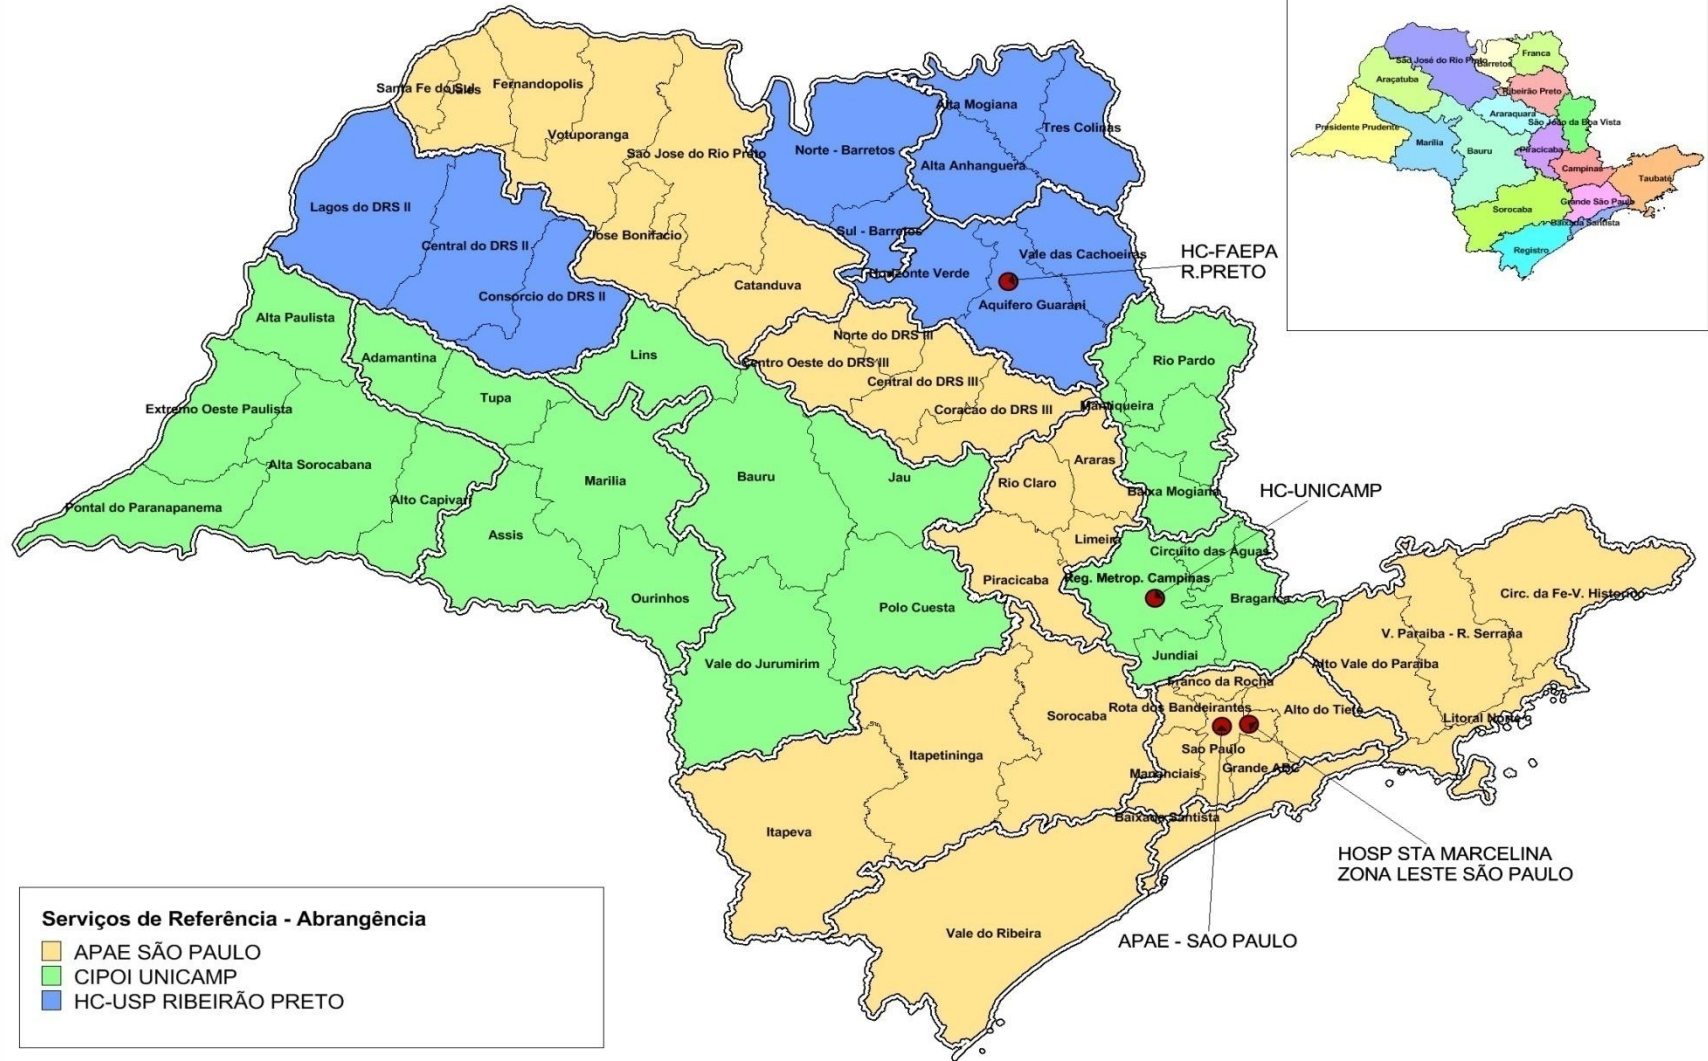 Santa Fe do Sul
Jales
Fernandopolis
Votuporanga
Sao Jose do Rio Preto
Jose Bonifacio
Catanduva
Lagos do DRS II
Central do DRS II
Consorcio do DRS II
Norte - Barretos
Sul - Barretos
Alta Mogiana
Tres Colinas
Alta Anhanguera
Horizonte Verde
Vale das Cachoeiras
Aquifero Guarani
HC-FAEPA
R.PRETO
Alta Paulista
Adamantina
Lins
Tupa
Extremo Oeste Paulista
Alta Sorocabana
Alto Capivari
Pontal do Paranapanema
Norte do DRS III
Centro Oeste do DRS III
Central do DRS III
Coracao do DRS III
Rio Pardo
Mantiqueira
Baixa Mogiana
Marilia
Bauru
Jau
Assis
Ourinhos
Vale do Jurumirim
Polo Cuesta
Araras
Rio Claro
Limeira
Piracicaba
HC-UNICAMP
Circuito das Águas
Reg. Metrop. Campinas
Bragança
Jundiai
Circ. da Fe-V. Historico
V. Paraiba - R. Serrana
Alto Vale do Paraiba
Litoral Norte
Franco da Rocha
Rota dos Bandeirantes
Alto do Tiete
Sao Paulo
Mananciais
Grande ABC
Baixada Santista
Sorocaba
Itapetininga
Itapeva
Vale do Ribeira
HOSP STA MARCELINA
ZONA LESTE SÃO PAULO
APAE - SAO PAULO
Serviços de Referência - Abrangência
APAE SÃO PAULO
CIPOI UNICAMP
HC-USP RIBEIRÃO PRETO
São José do Rio Preto
Barretos
Franca
Araçatuba
Ribeirão Preto
Araraquara
São João da Boa Vista
Presidente Prudente
Marília
Bauru
Piracicaba
Campinas
Taubaté
Grande São Paulo
Sorocaba
Baixada Santista
Registro